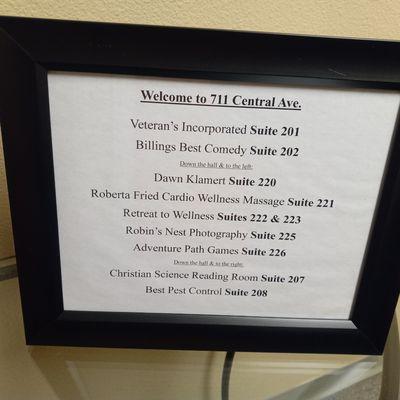 Welcome to 711 Central Ave.
Veteran's Incorporated Suite 201
Billings Best Comedy Suite 202
Down the hall & to the left:
Dawn Klamert Suite 220
Roberta Fried Cardio Wellness Massage Suite 221
Retreat to Wellness Suites 222 & 223
Robin's Nest Photography Suite 225
Adventure Path Games Suite 226
Down the hall & to the right:
Christian Science Reading Room Suite 207
Best Pest Control Suite 208